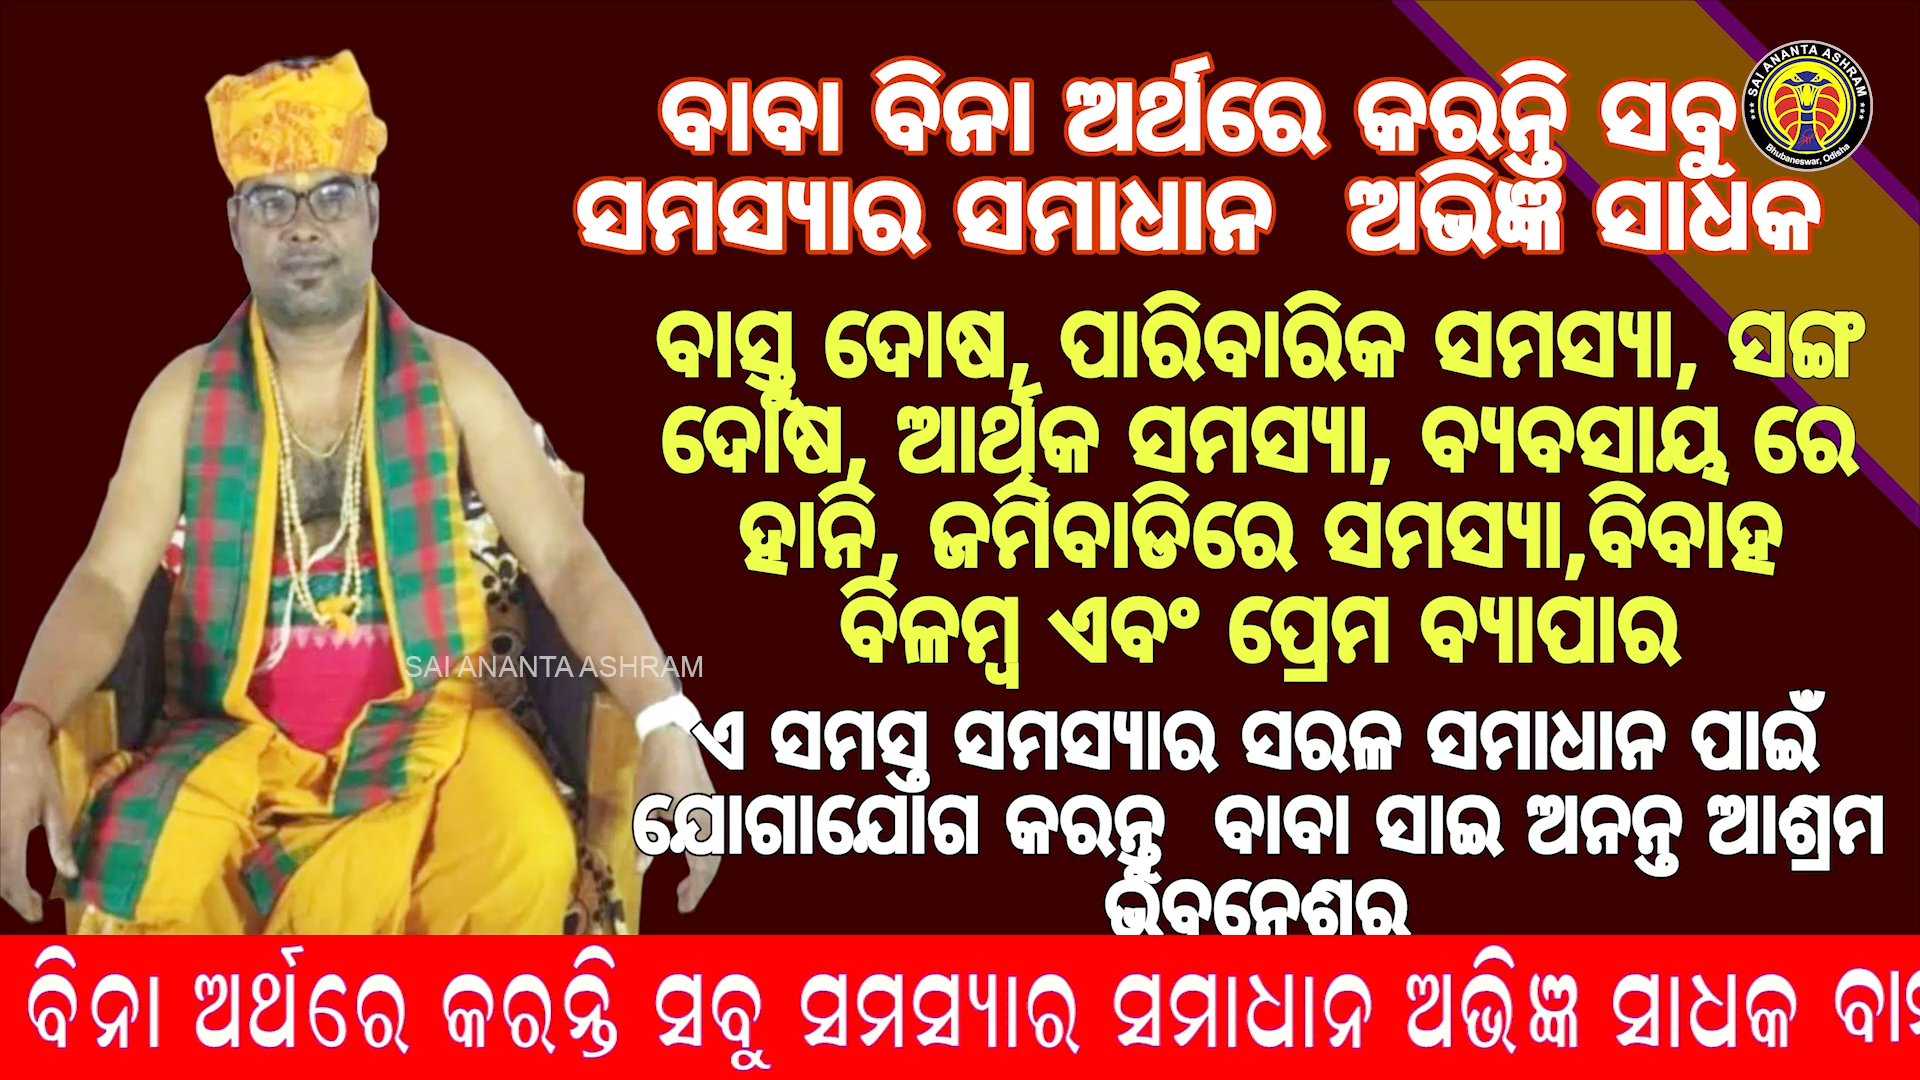 ବାବା ବିନା ଅର୍ଥରେ କରନ୍ତି ସବୁ
ସମସ୍ୟାର ସମାଧାନ ଅଭିଜ୍ଞ ସାଧକ
SAI ANANTA ASHRAM
Bhubaneswar, Odisha
ବାସ୍ତୁ ଦୋଷ, ପାରିବାରିକ ସମସ୍ୟା, ସଙ୍ଗ
ଦୋଷ, ଆର୍ଥିକ ସମସ୍ୟା, ବ୍ୟବସାୟ ରେ
ହାନି, ଜମିବାଡିରେ ସମସ୍ୟା,ବିବାହ
ବିଳମ୍ବ ଏବଂ ପ୍ରେମ ବ୍ୟାପାର
SAI ANANTA ASHRAM
ଏ ସମସ୍ତ ସମସ୍ୟାର ସରଳ ସମାଧାନ ପାଇଁ
ଯୋଗାଯୋଗ କରନ୍ତୁ ବାବା ସାଇ ଅନନ୍ତ ଆଶ୍ରମ
ବିନା ଅର୍ଥରେ କରନ୍ତି ସବୁ ସମସ୍ୟାର ସମାଧାନ ଅଭିଜ୍ଞ ସାଧକ